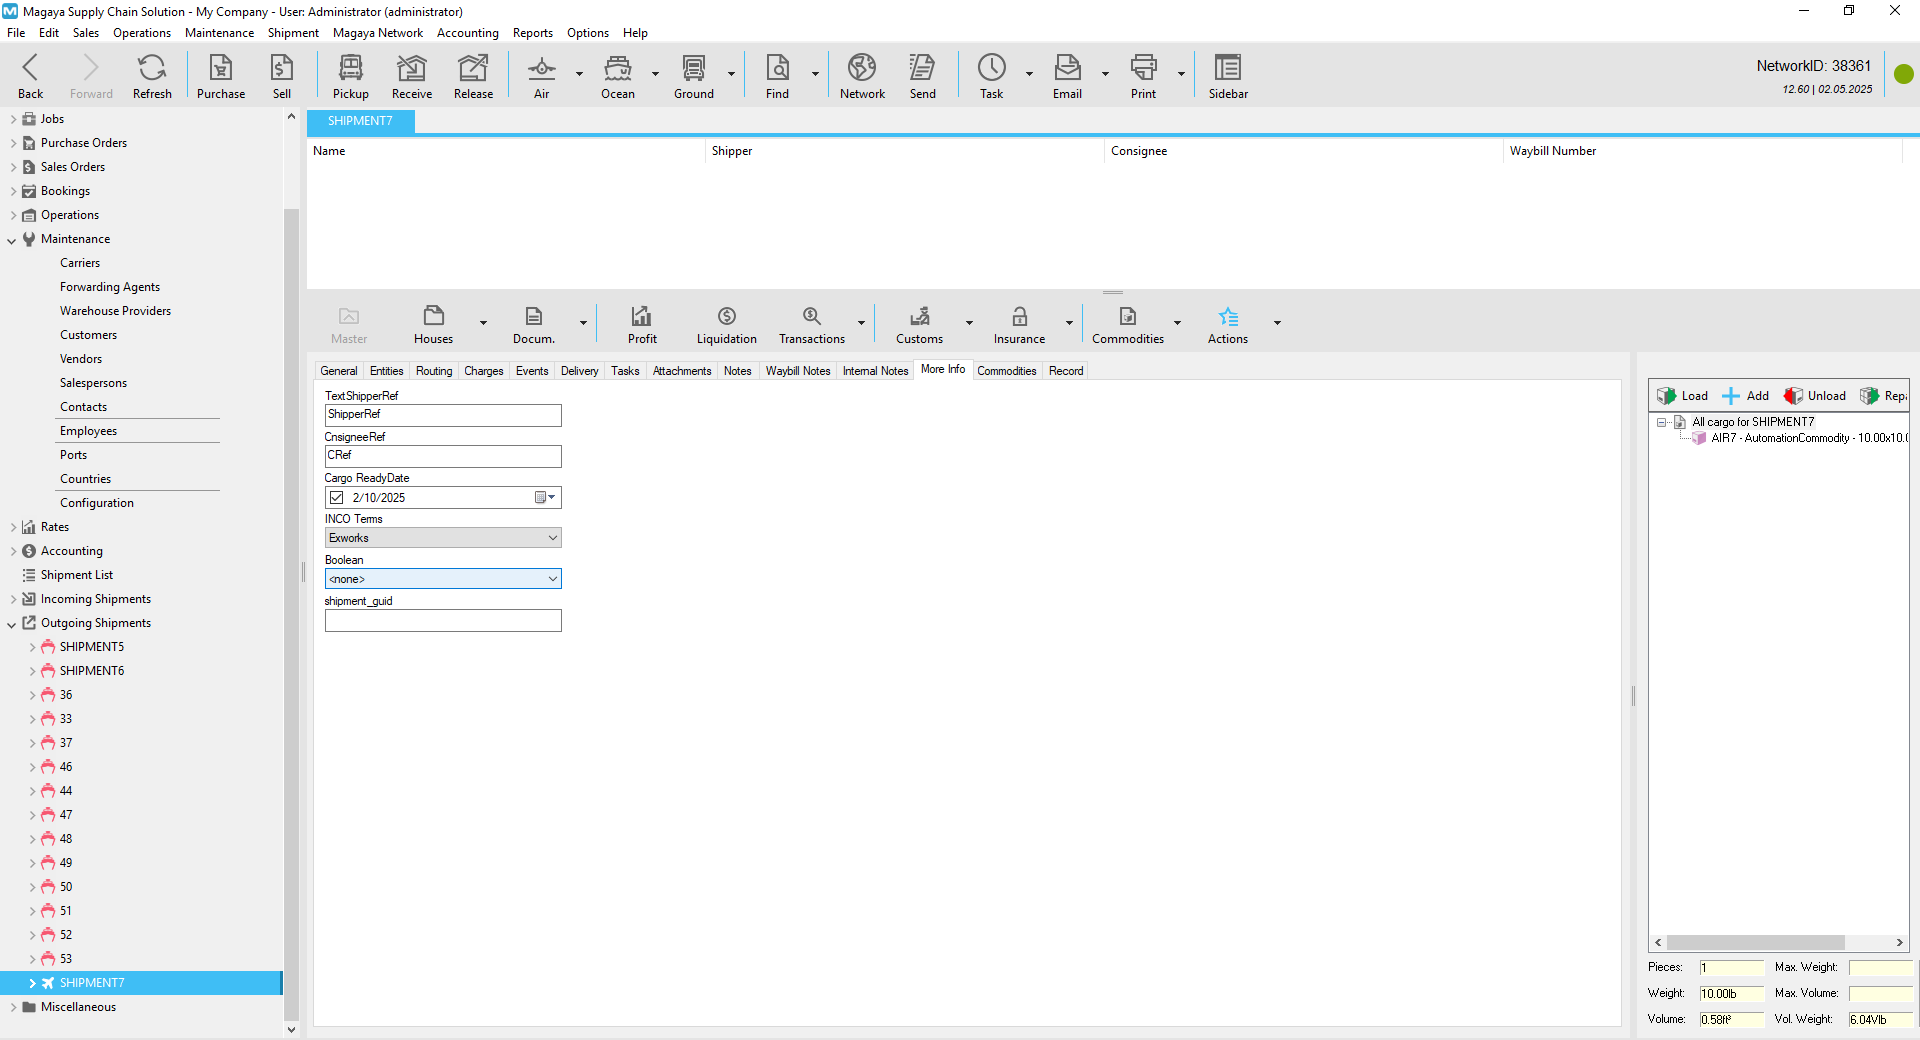 Magaya Supply Chain Solution - My Company - User: Administrator (administrator)
File Edit Sales Operations Maintenance Shipment Magaya Network Accounting Reports Options Help
Back Forward Refresh Purchase Sell Pickup Receive Release Air Ocean Ground Find Network Send Task Email Print Sidebar
NetworkID: 38361
12.60 | 02.05.2025
Jobs
Purchase Orders
Sales Orders
Bookings
Operations
Maintenance
Carriers
Forwarding Agents
Warehouse Providers
Customers
Vendors
Salespersons
Contacts
Employees
Ports
Countries
Configuration
Rates
Accounting
Shipment List
Incoming Shipments
Outgoing Shipments
SHIPMENT5
SHIPMENT6
36
33
37
46
44
47
48
49
50
51
52
53
SHIPMENT7
Miscellaneous
SHIPMENT7
Name Shipper Consignee Waybill Number
Master Houses Docum. Profit Liquidation Transactions Customs Insurance Commodities Actions
General Entities Routing Charges Events Delivery Tasks Attachments Notes Waybill Notes Internal Notes More Info Commodities Record
TextShipperRef
ShipperRef
CnsigneeRef
CRef
Cargo ReadyDate
2/10/2025
INCO Terms
Exworks
Boolean
<none>
shipment_guid
Load Add Unload Repa
All cargo for SHIPMENT7
AIR7 - AutomationCommodity - 10.00x10.0
Pieces: 1 Max. Weight:
Weight: 10.00lb Max. Volume:
Volume: 0.58ft³ Vol. Weight: 6.04Vlb